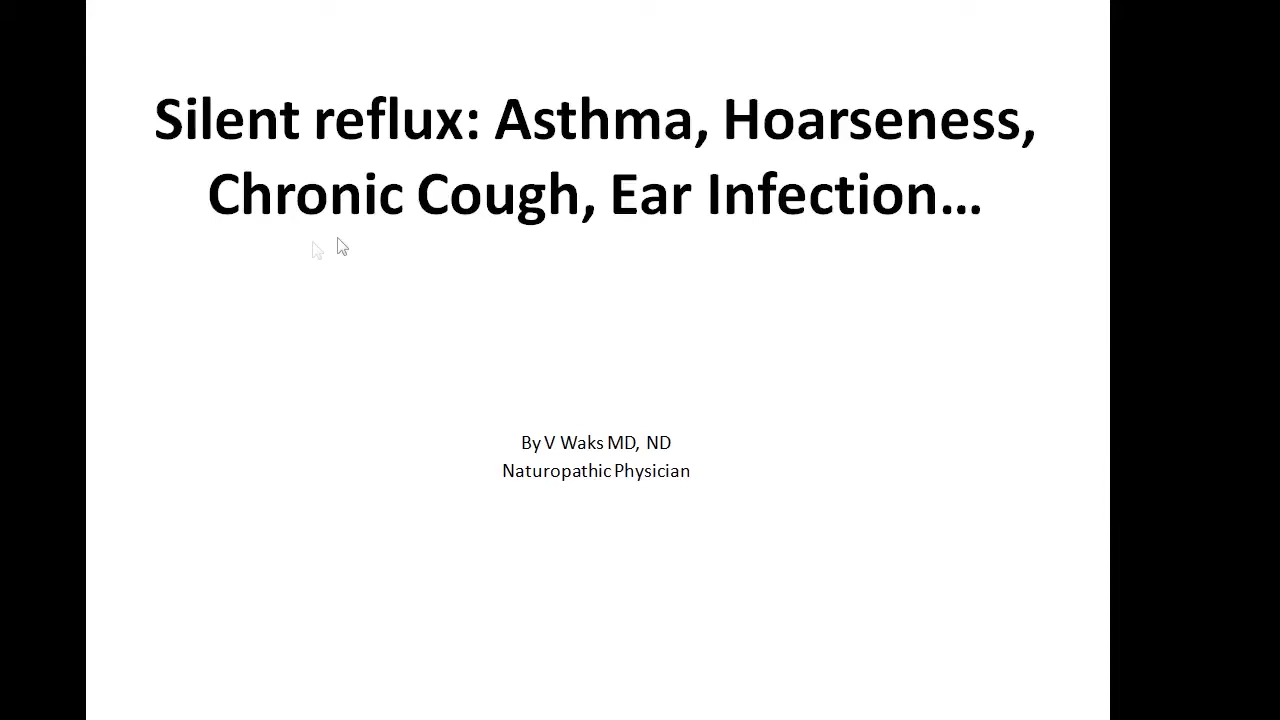 Silent reflux: Asthma, Hoarseness,
Chronic Cough, Ear Infection...
By V Waks MD, ND
Naturopathic Physician